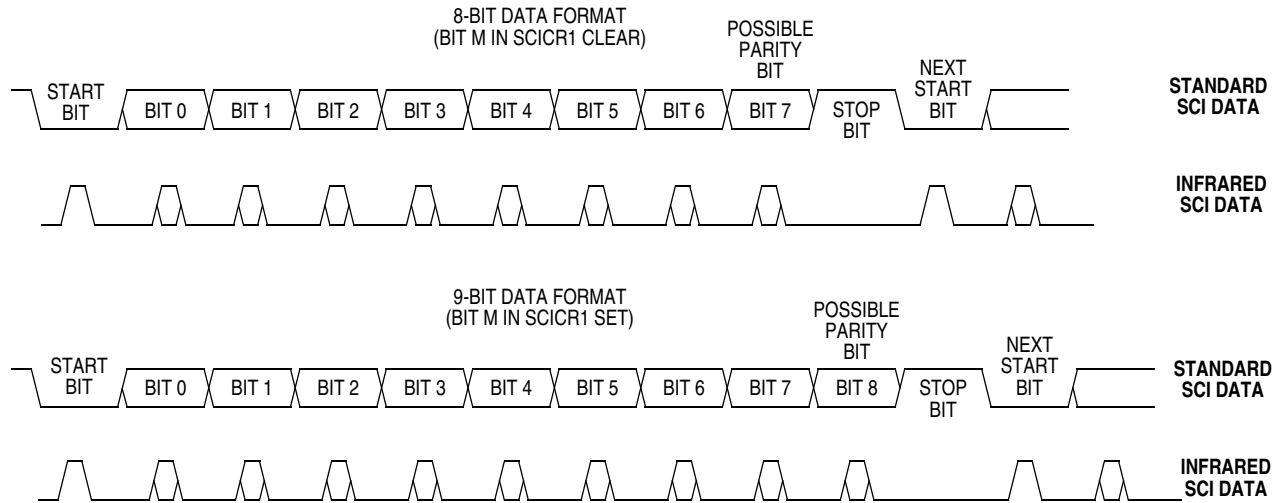 8-BIT DATA FORMAT
(BIT M IN SCICR1 CLEAR)
POSSIBLE
PARITY
BIT
START
BIT
BIT 0
BIT 1
BIT 2
BIT 3
BIT 4
BIT 5
BIT 6
BIT 7
STOP
BIT
NEXT
START
BIT
STANDARD
SCI DATA
INFRARED
SCI DATA
9-BIT DATA FORMAT
(BIT M IN SCICR1 SET)
POSSIBLE
PARITY
BIT
START
BIT
BIT 0
BIT 1
BIT 2
BIT 3
BIT 4
BIT 5
BIT 6
BIT 7
BIT 8
STOP
BIT
NEXT
START
BIT
STANDARD
SCI DATA
INFRARED
SCI DATA